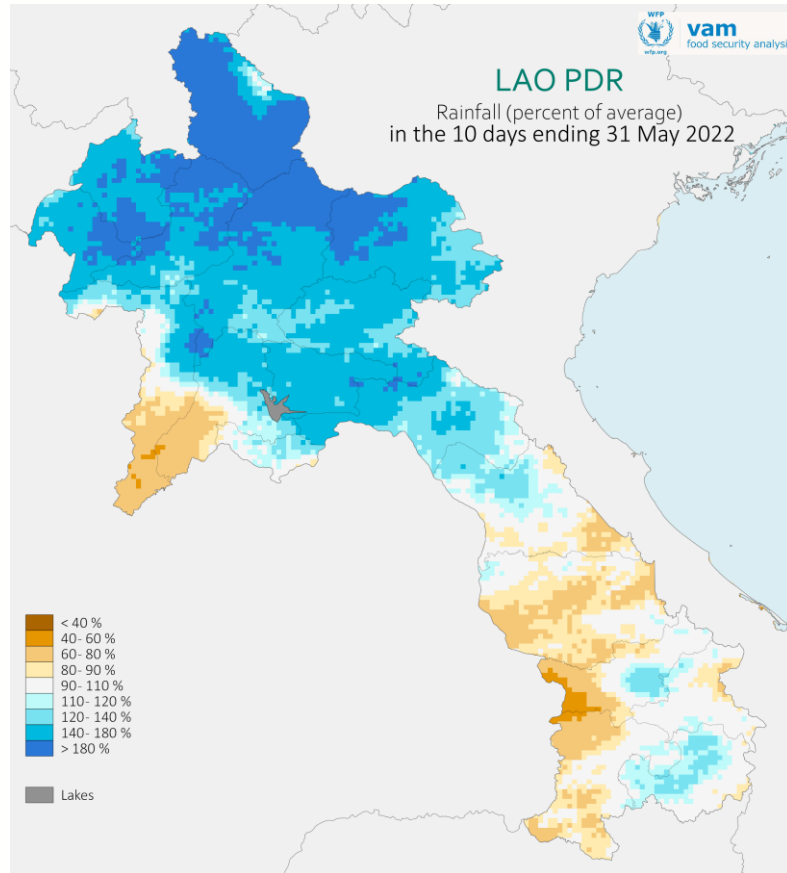 WFP
wfp.org
vam
food security analysis
LAO PDR
Rainfall (percent of average)
in the 10 days ending 31 May 2022
< 40 %
40- 60 %
60- 80 %
80- 90 %
90- 110 %
110- 120 %
120- 140 %
140- 180 %
> 180 %
Lakes